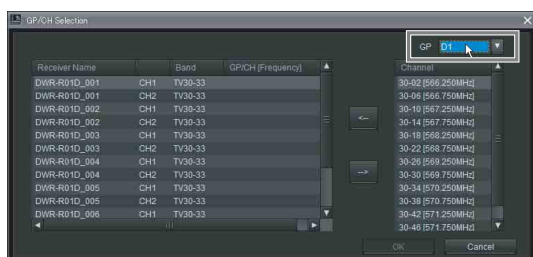 GP/CH Selection
GP D1
Receiver Name Band GP/CH [Frequency] Channel
DWR-R01D_001 CH1 TV30-33 30-02 [566.250MHz]
DWR-R01D_001 CH2 TV30-33 30-06 [566.750MHz]
DWR-R01D_002 CH1 TV30-33 30-10 [567.250MHz]
DWR-R01D_002 CH2 TV30-33 30-14 [567.750MHz]
DWR-R01D_003 CH1 TV30-33 30-18 [568.250MHz]
DWR-R01D_003 CH2 TV30-33 30-22 [568.750MHz]
DWR-R01D_004 CH1 TV30-33 30-26 [569.250MHz]
DWR-R01D_004 CH2 TV30-33 30-30 [569.750MHz]
DWR-R01D_005 CH1 TV30-33 30-34 [570.250MHz]
DWR-R01D_005 CH2 TV30-33 30-38 [570.750MHz]
DWR-R01D_006 CH1 TV30-33 30-42 [571.250MHz]
30-46 [571.750MHz]
<--
-->
OK Cancel